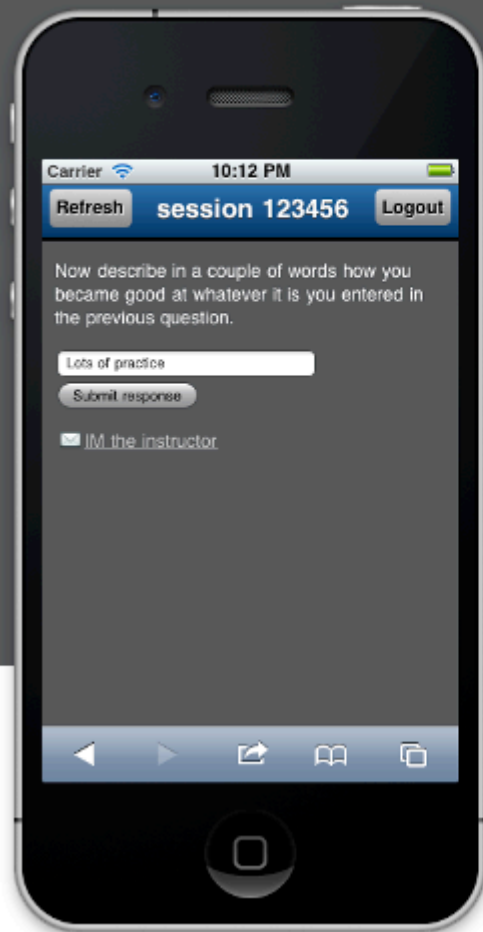 Carrier 10:12 PM
Refresh session 123456 Logout
Now describe in a couple of words how you
became good at whatever it is you entered in
the previous question.
Lots of practice
Submit response
IM the instructor